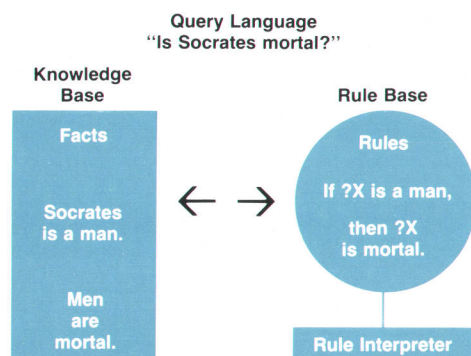 Query Language
“Is Socrates mortal?”
Knowledge
Base
Facts
Socrates
is a man.
Men
are
mortal.
Rule Base
Rules
If ?X is a man,
then ?X
is mortal.
Rule Interpreter